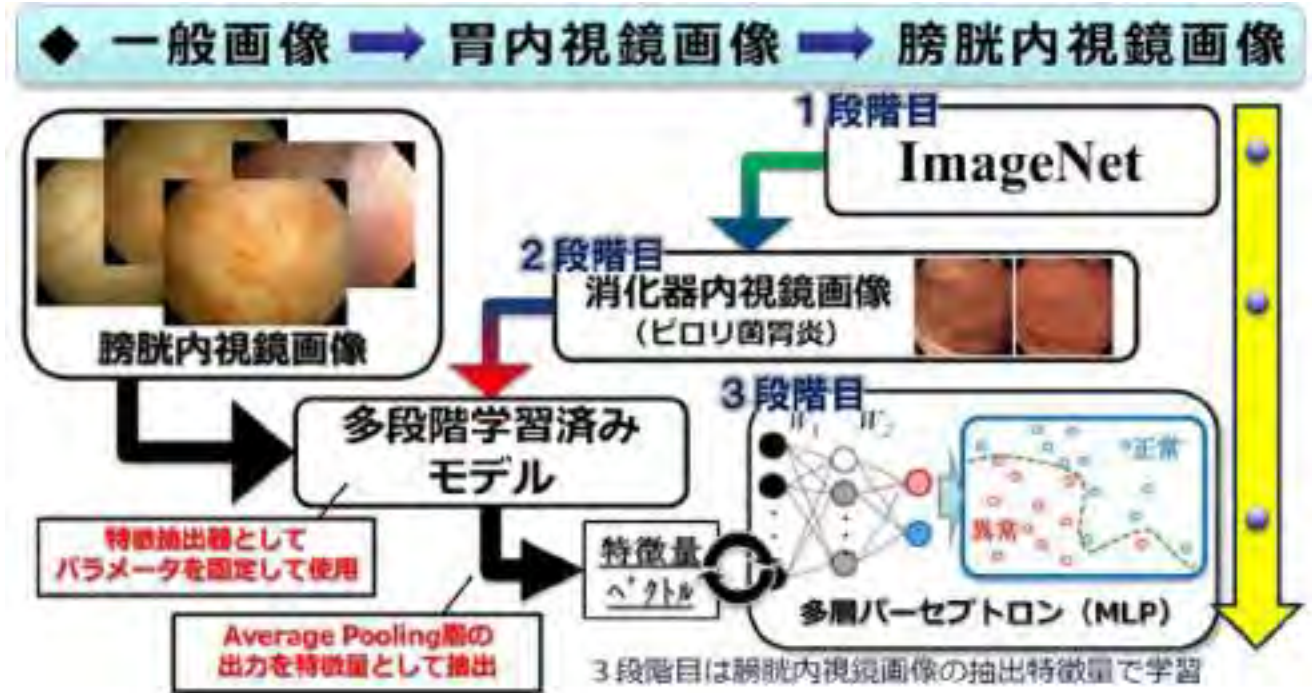 ◆ 一般画像 ➡ 胃内視鏡画像 ➡ 膀胱内視鏡画像
1段階目
ImageNet
2段階目
消化器内視鏡画像
(ピロリ菌胃炎)
膀胱内視鏡画像
多段階学習済み
モデル
特徴抽出器として
パラメータを固定して使用
Average Pooling層の
出力を特徴量として抽出
特徴量
ベクトル
3段階目
正常
異常
多層パーセプトロン（MLP）
3段階目は膀胱内視鏡画像の抽出特徴量で学習